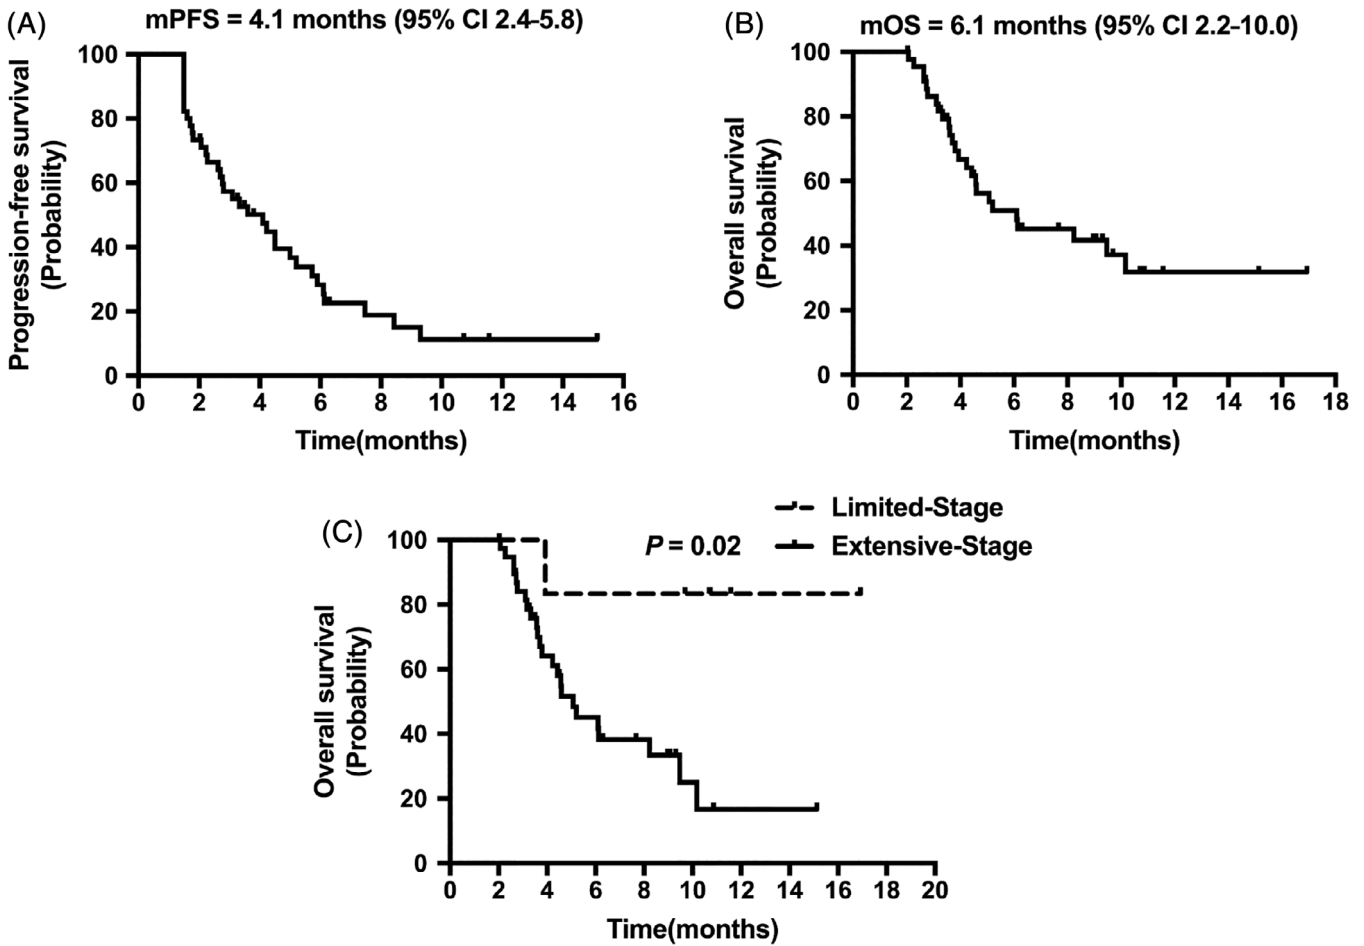 (A)
mPFS = 4.1 months (95% CI 2.4–5.8)
Progression-free survival
(Probability)
100
80
60
40
20
0
0 2 4 6 8 10 12 14 16
Time(months)
(B)
mOS = 6.1 months (95% CI 2.2–10.0)
Overall survival
(Probability)
100
80
60
40
20
0
0 2 4 6 8 10 12 14 16 18
Time(months)
(C)
Limited-Stage
P = 0.02
Extensive-Stage
Overall survival
(Probability)
100
80
60
40
20
0
0 2 4 6 8 10 12 14 16 18 20
Time(months)